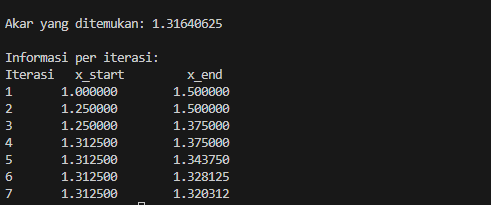 Akar yang ditemukan: 1.31640625
Informasi per iterasi:
Iterasi x_start x_end
1 1.000000 1.500000
2 1.250000 1.500000
3 1.250000 1.375000
4 1.312500 1.375000
5 1.312500 1.343750
6 1.312500 1.328125
7 1.312500 1.320312